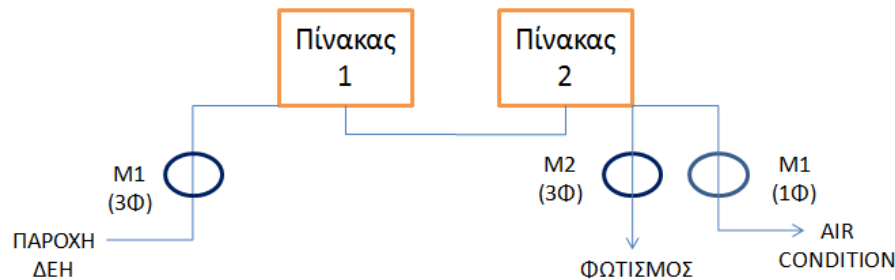 Πίνακας
1
Πίνακας
2
M1
(3Φ)
M2
(3Φ)
M1
(1Φ)
ΠΑΡΟΧΗ
ΔΕΗ
ΦΩΤΙΣΜΟΣ
AIR
CONDITION